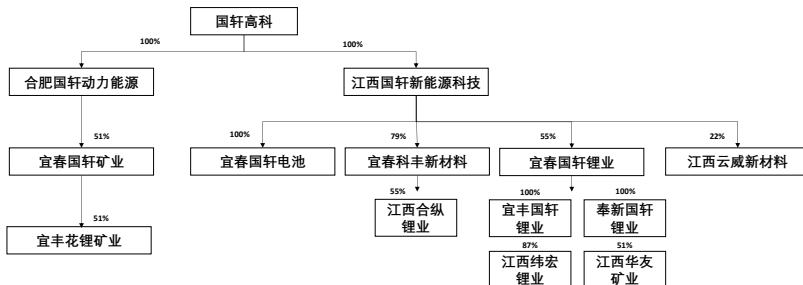 国轩高科
100%
100%
合肥国轩动力能源
江西国轩新能源科技
51%
100%
79%
55%
22%
宜春国轩矿业
宜春国轩电池
宜春科丰新材料
宜春国轩锂业
江西云威新材料
51%
55%
100%
100%
宜丰花锂矿业
江西合纵
锂业
宜丰国轩
锂业
奉新国轩
锂业
87%
51%
江西纬宏
锂业
江西华友
矿业